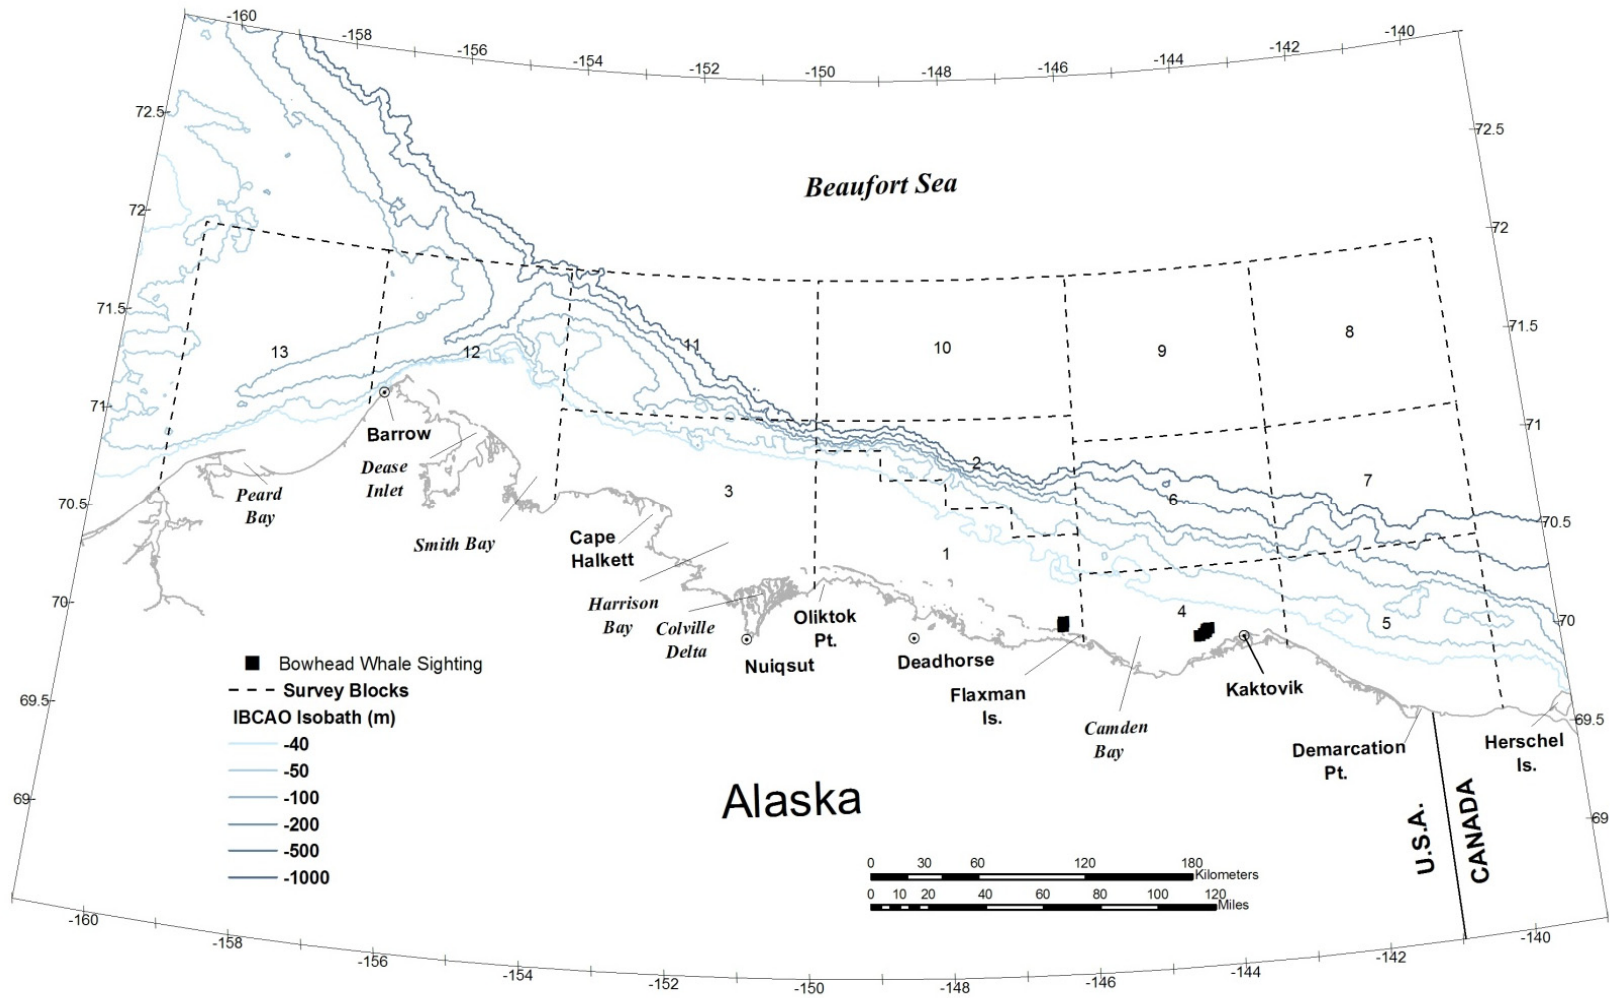 -160
-158
-156
-154
-152
-150
-148
-146
-144
-142
-140
72.5
72.5
72
72
71.5
71.5
71
71
70.5
70.5
70
70
69.5
69.5
69
69
Beaufort Sea
13
12
11
10
9
8
3
2
6
7
1
4
5
Barrow
Dease
Inlet
Peard
Bay
Smith Bay
Cape
Halkett
Harrison
Bay
Colville
Delta
Nuiqsut
Oliktok
Pt.
Deadhorse
Flaxman
Is.
Camden
Bay
Kaktovik
Demarcation
Pt.
Herschel
Is.
Alaska
U.S.A.
CANADA
Bowhead Whale Sighting
Survey Blocks
IBCAO Isobath (m)
-40
-50
-100
-200
-500
-1000
0 30 60 120 180
Kilometers
0 10 20 40 60 80 100 120
Miles
-160
-158
-156
-154
-152
-150
-148
-146
-144
-142
-140